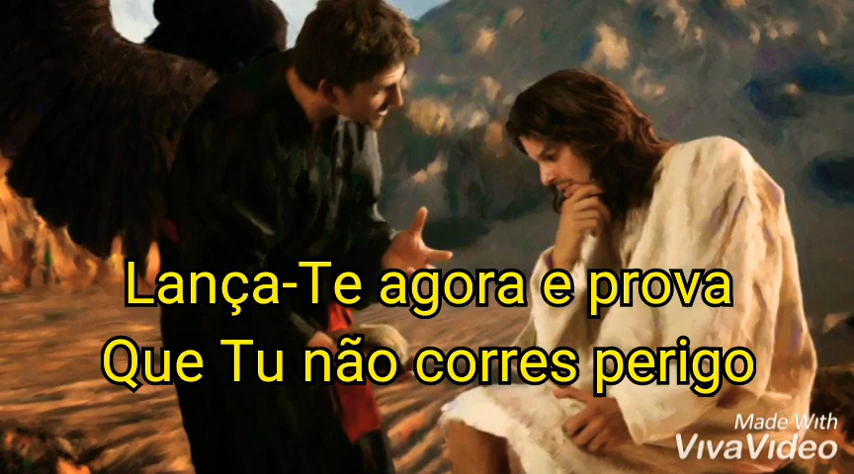 Lança-Te agora e prova
Que Tu não corres perigo
Made With
VivaVideo